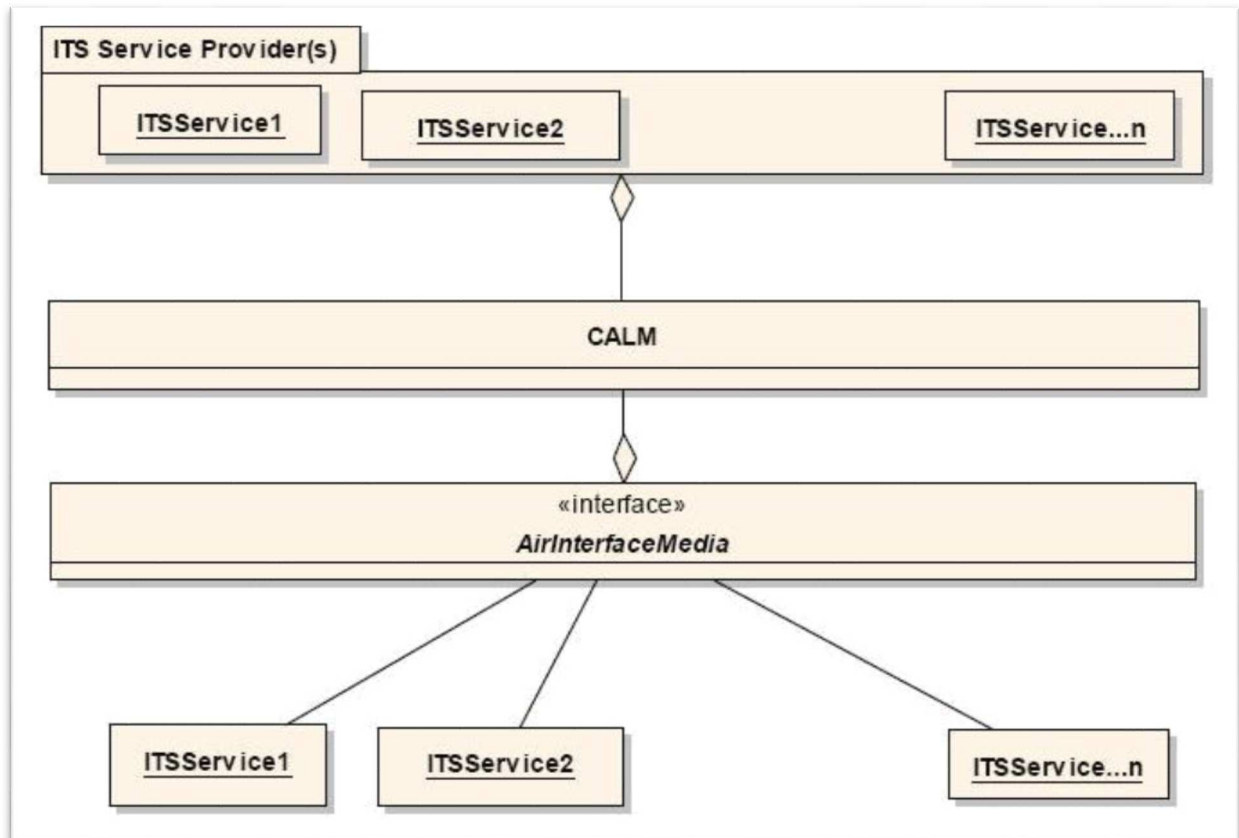 ITS Service Provider(s)
ITSService1
ITSService2
ITSService...n
CALM
«interface»
AirInterfaceMedia
ITSService1
ITSService2
ITSService...n